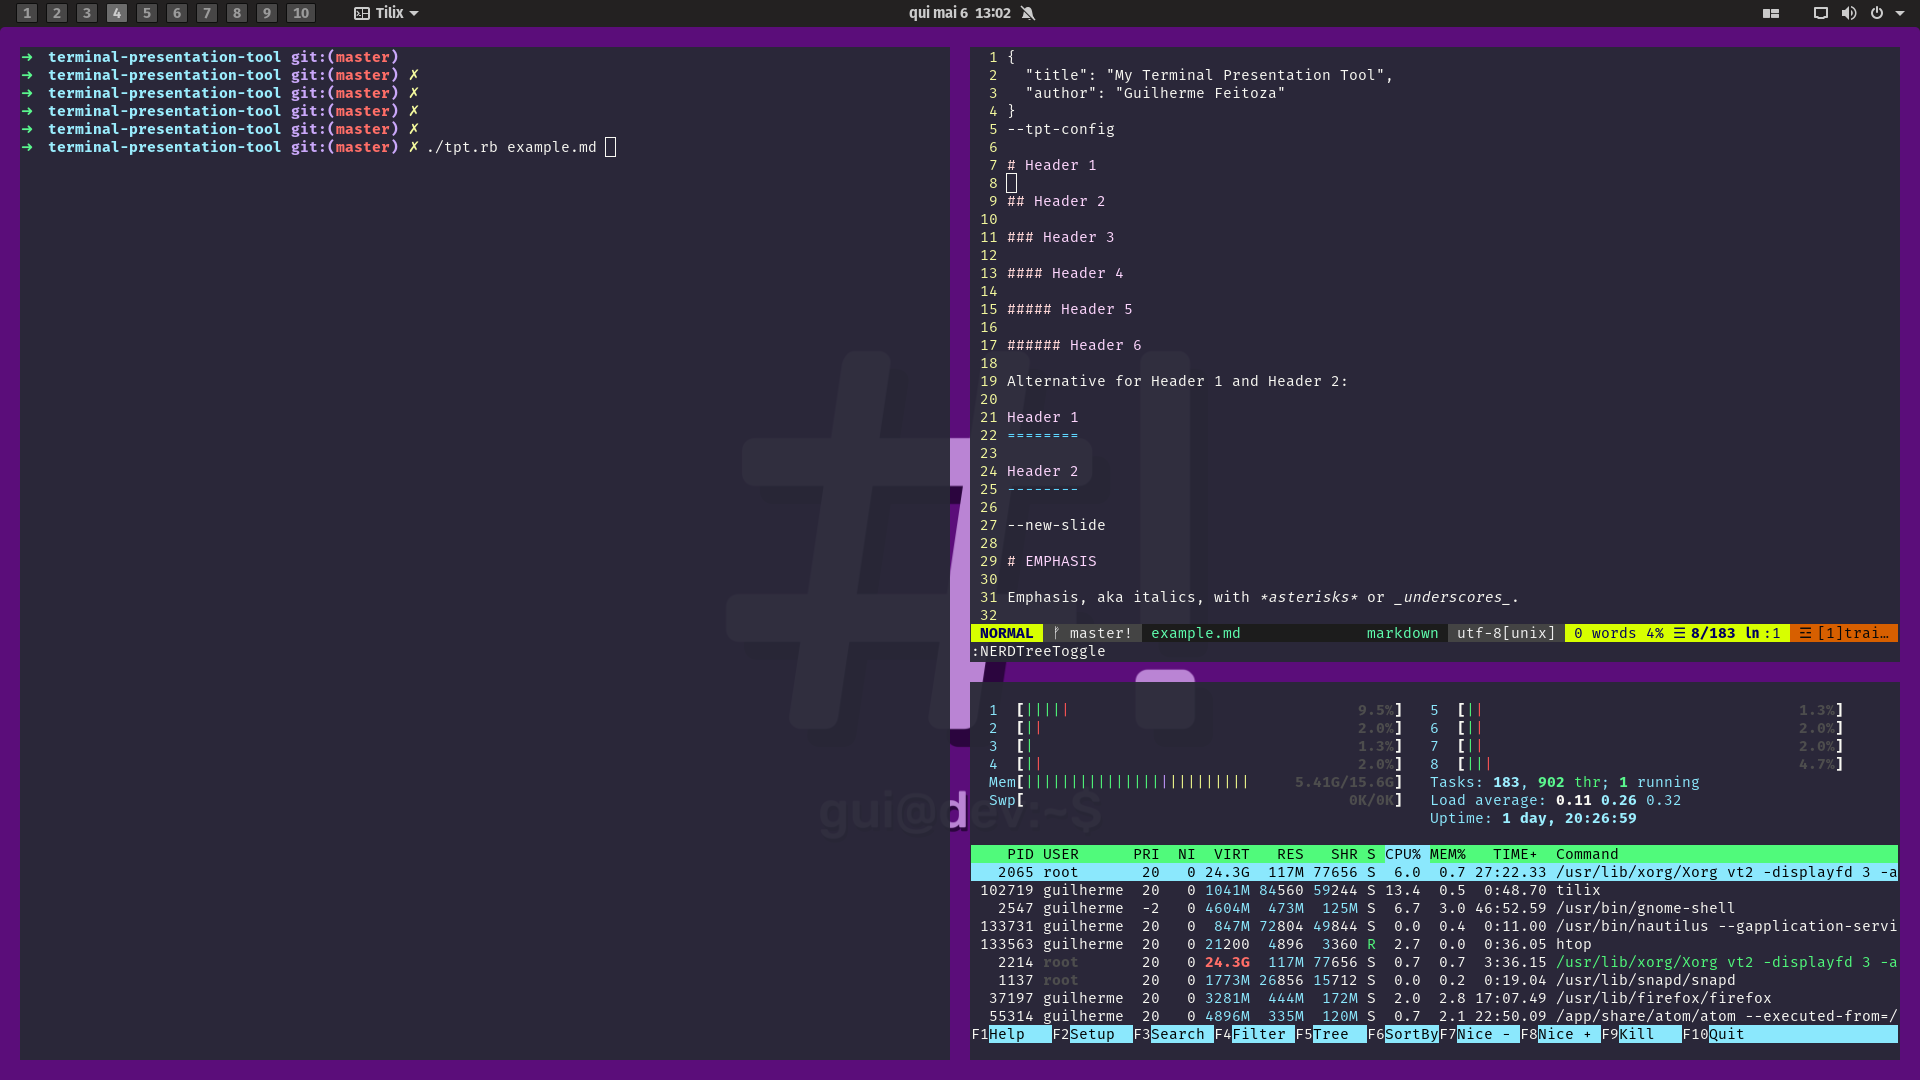 1 2 3 4 5 6 7 8 9 10 Tilix qui mai 6 13:02
➜ terminal-presentation-tool git:(master)
➜ terminal-presentation-tool git:(master) ✗
➜ terminal-presentation-tool git:(master) ✗
➜ terminal-presentation-tool git:(master) ✗
➜ terminal-presentation-tool git:(master) ✗
➜ terminal-presentation-tool git:(master) ✗ ./tpt.rb example.md
1 {
2   "title": "My Terminal Presentation Tool",
3   "author": "Guilherme Feitoza"
4 }
5 --tpt-config
6
7 # Header 1
8
9 ## Header 2
10
11 ### Header 3
12
13 #### Header 4
14
15 ##### Header 5
16
17 ###### Header 6
18
19 Alternative for Header 1 and Header 2:
20
21 Header 1
22 ========
23
24 Header 2
25 --------
26
27 --new-slide
28
29 # EMPHASIS
30
31 Emphasis, aka italics, with *asterisks* or _underscores_.
32
NORMAL ᚠ master! example.md markdown utf-8[unix] 0 words 4% ☰ 8/183 ln :1 ☲ [1]trai…
:NERDTreeToggle
#!
gui@dev:~$
1 [||||| 9.5%] 5 [|| 1.3%]
2 [|| 2.0%] 6 [|| 2.0%]
3 [| 1.3%] 7 [|| 2.0%]
4 [|| 2.0%] 8 [||| 4.7%]
Mem[||||||||||||||||||||||||| 5.41G/15.6G] Tasks: 183, 902 thr; 1 running
Swp[ 0K/0K] Load average: 0.11 0.26 0.32
Uptime: 1 day, 20:26:59
PID USER PRI NI VIRT RES SHR S CPU% MEM% TIME+ Command
2065 root 20 0 24.3G 117M 77656 S 6.0 0.7 27:22.33 /usr/lib/xorg/Xorg vt2 -displayfd 3 -a
102719 guilherme 20 0 1041M 84560 59244 S 13.4 0.5 0:48.70 tilix
2547 guilherme -2 0 4604M 473M 125M S 6.7 3.0 46:52.59 /usr/bin/gnome-shell
133731 guilherme 20 0 847M 72804 49844 S 0.0 0.4 0:11.00 /usr/bin/nautilus --gapplication-servi
133563 guilherme 20 0 21200 4896 3360 R 2.7 0.0 0:36.05 htop
2214 root 20 0 24.3G 117M 77656 S 0.7 0.7 3:36.15 /usr/lib/xorg/Xorg vt2 -displayfd 3 -a
1137 root 20 0 1773M 26856 15712 S 0.0 0.2 0:19.04 /usr/lib/snapd/snapd
37197 guilherme 20 0 3281M 444M 172M S 2.0 2.8 17:07.49 /usr/lib/firefox/firefox
55314 guilherme 20 0 4896M 335M 120M S 0.7 2.1 22:50.09 /app/share/atom/atom --executed-from=/
F1Help F2Setup F3Search F4Filter F5Tree F6SortBy F7Nice - F8Nice + F9Kill F10Quit